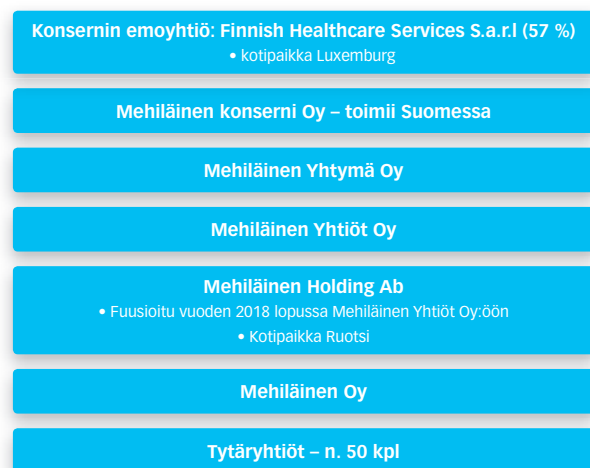 Konsernin emoyhtiö: Finnish Healthcare Services S.a.r.l (57 %)
• kotipaikka Luxemburg
Mehiläinen konserni Oy – toimii Suomessa
Mehiläinen Yhtymä Oy
Mehiläinen Yhtiöt Oy
Mehiläinen Holding Ab
• Fuusioitu vuoden 2018 lopussa Mehiläinen Yhtiöt Oy:öön
• Kotipaikka Ruotsi
Mehiläinen Oy
Tytäryhtiöt – n. 50 kpl